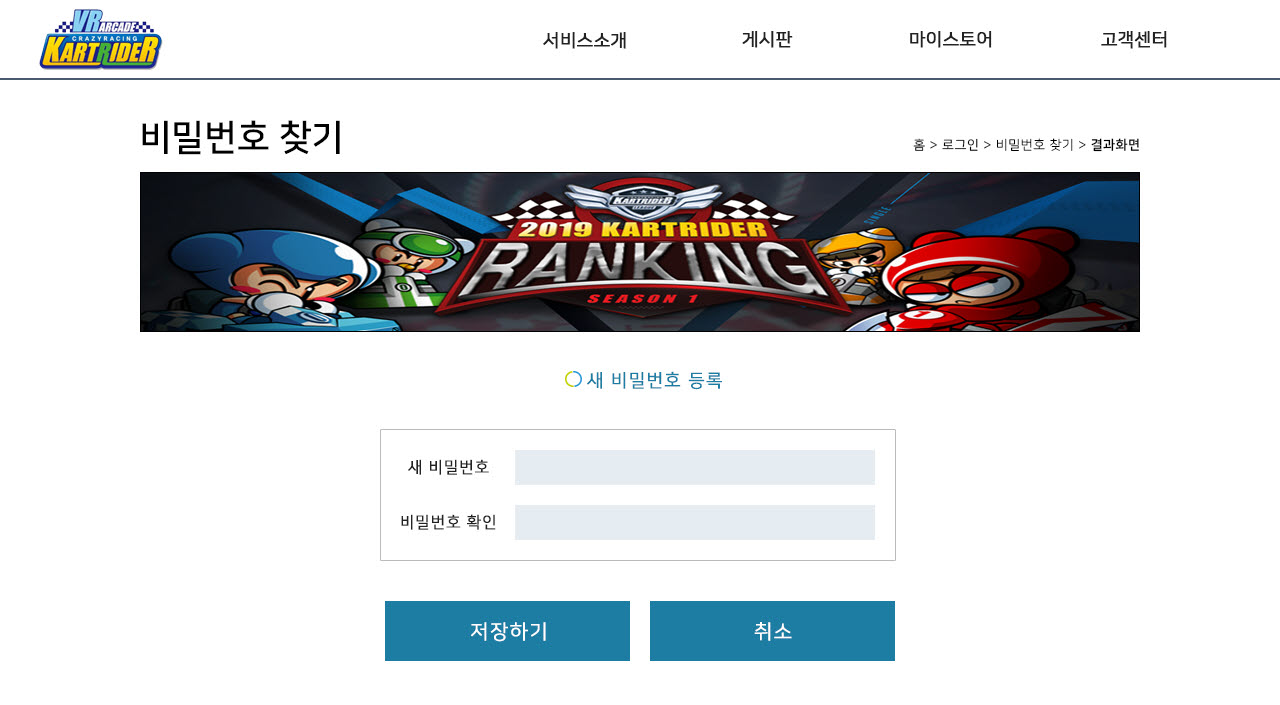 VR ARCADE
CRAZYRACING
KARTRIDER
서비스소개
게시판
마이스토어
고객센터
비밀번호 찾기
홈 > 로그인 > 비밀번호 찾기 > 결과화면
KARTRIDER
LEAGUE
SINGLE
2019 KARTRIDER
RANKING
SEASON 1
새 비밀번호 등록
새 비밀번호
비밀번호 확인
저장하기
취소